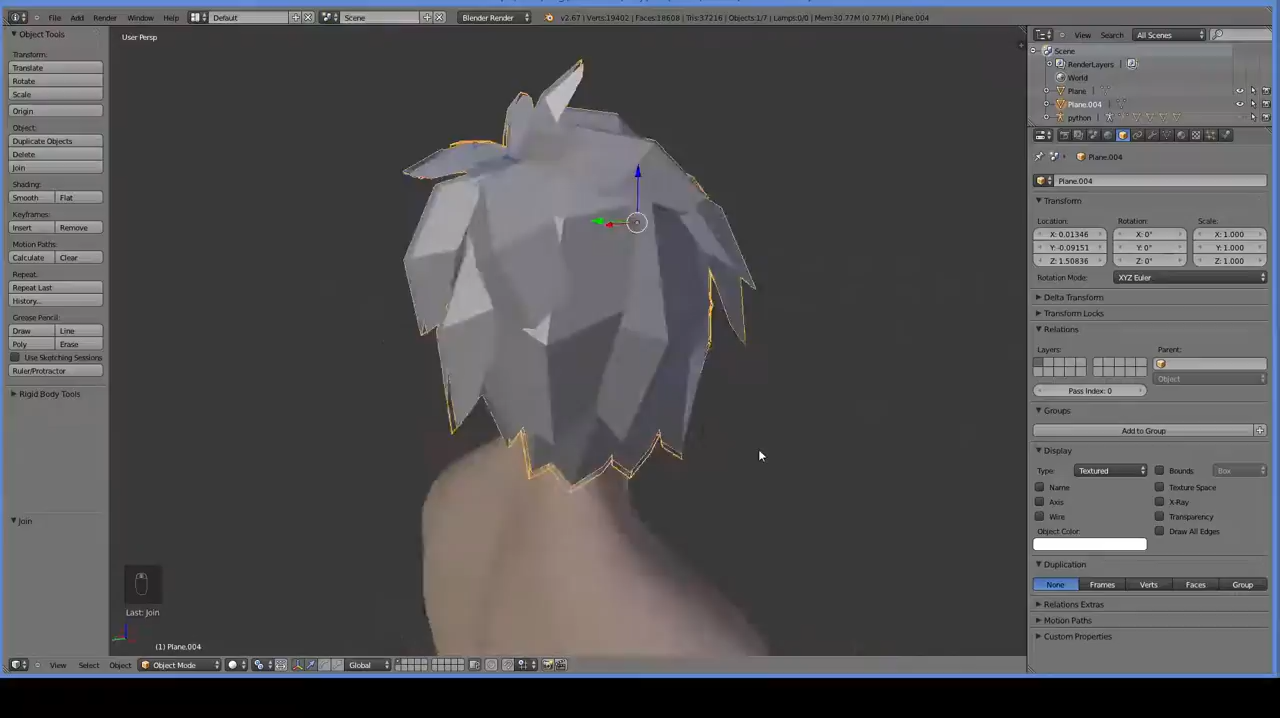 File Add Render Window Help Default Scene Blender Render v2.67 | Verts:19402 | Faces:18608 | Tris:37216 | Objects:1/7 | Lamps:0/0 | Mem:30.77M (0.77M) | Plane.004
Object Tools
Transform:
Translate
Rotate
Scale
Origin
Object:
Duplicate Objects
Delete
Join
Shading:
Smooth Flat
Keyframes:
Insert Remove
Motion Paths:
Calculate Clear
Repeat:
Repeat Last
History...
Grease Pencil:
Draw Line
Poly Erase
Use Sketching Sessions
Ruler/Protractor
Rigid Body Tools
Join
User Persp
Last: Join
(1) Plane.004
View Select Object Object Mode Global
View Search All Scenes
Scene
RenderLayers
World
Plane
Plane.004
python
Plane.004
Plane.004
Transform
Location: Rotation: Scale:
X: 0.01346 X: 0° X: 1.000
Y: -0.09151 Y: 0° Y: 1.000
Z: 1.50836 Z: 0° Z: 1.000
Rotation Mode: XYZ Euler
Delta Transform
Transform Locks
Relations
Layers: Parent:
Object
Pass Index: 0
Groups
Add to Group
Display
Type: Textured Bounds Box
Name Texture Space
Axis X-Ray
Wire Transparency
Object Color: Draw All Edges
Duplication
None Frames Verts Faces Group
Relations Extras
Motion Paths
Custom Properties